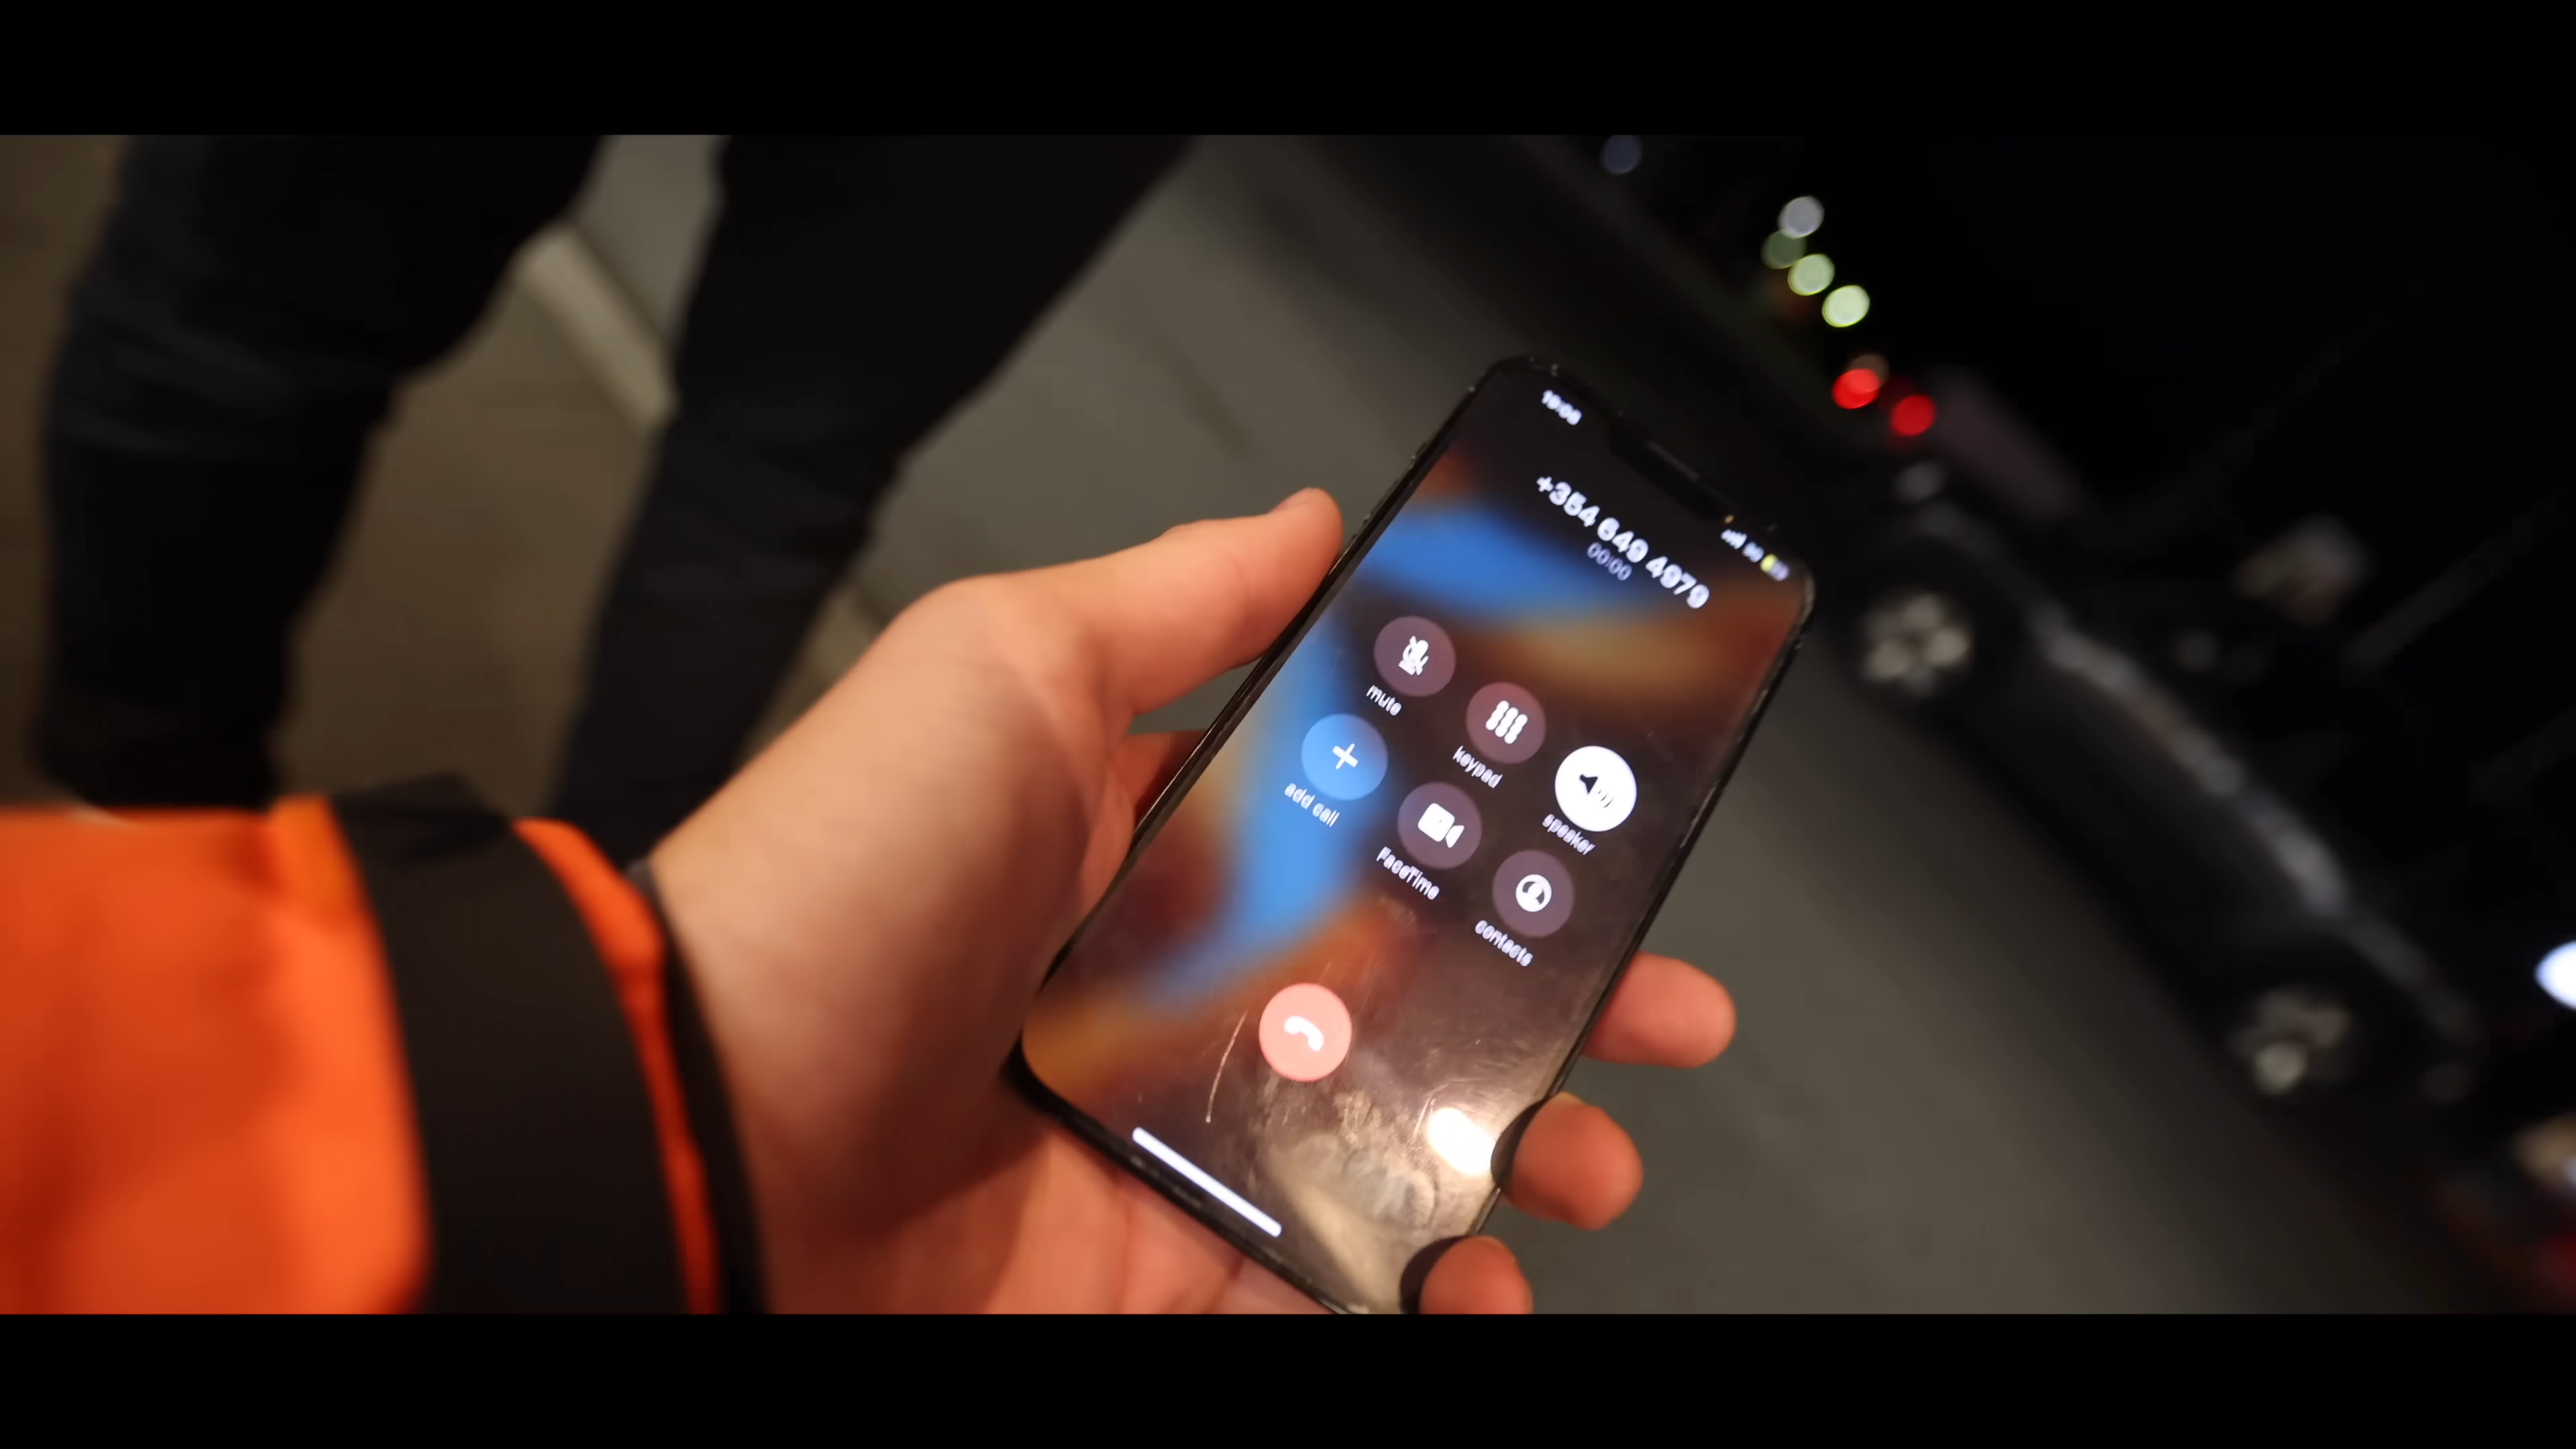 +354 649 4979
00:00
mute
keypad
speaker
add call
FaceTime
contacts